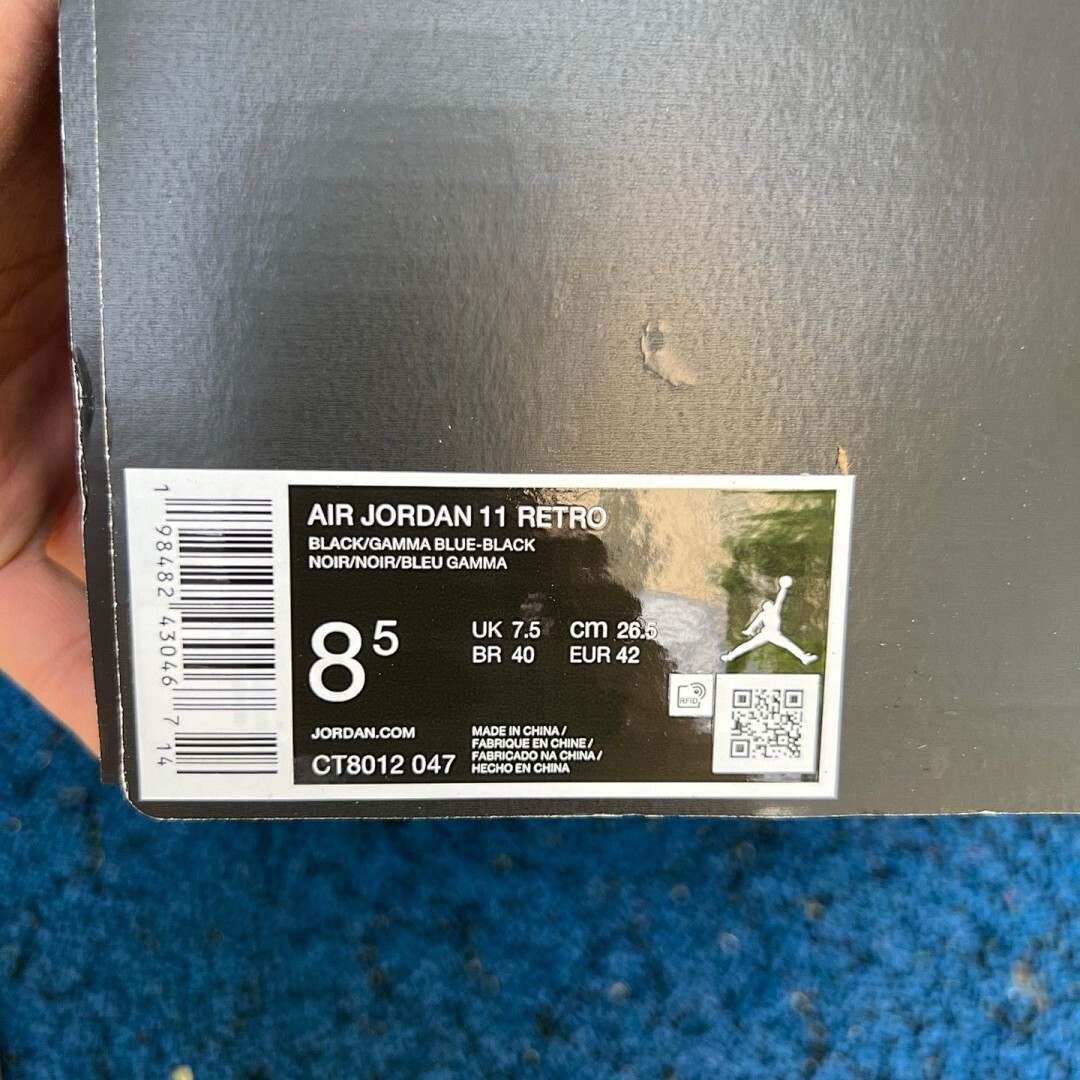 AIR JORDAN 11 RETRO
BLACK/GAMMA BLUE-BLACK
NOIR/NOIR/BLEU GAMMA
8 5
UK 7.5 cm 26.5
BR 40 EUR 42
RFID
JORDAN.COM
CT8012 047
MADE IN CHINA /
FABRIQUE EN CHINE /
FABRICADO NA CHINA /
HECHO EN CHINA
1 98482 43046 7 14